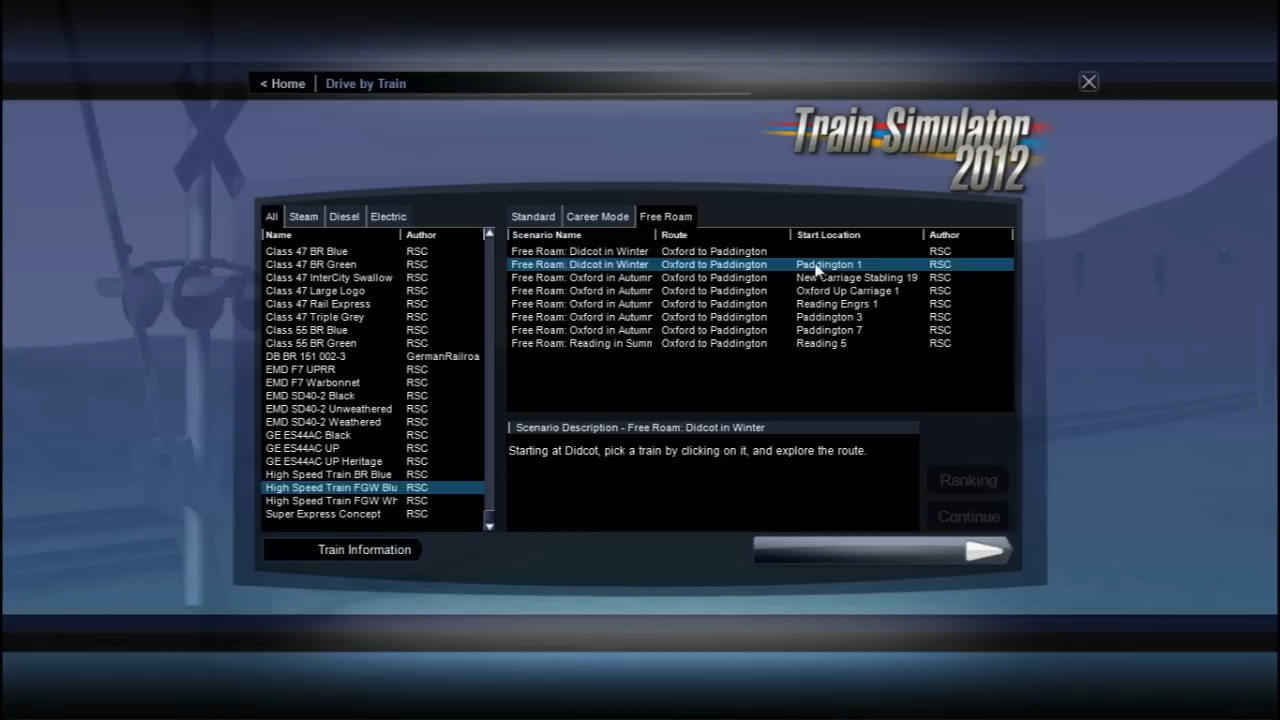 < Home | Drive by Train
Train Simulator
2012
All Steam Diesel Electric
Name Author
Class 47 BR Blue RSC
Class 47 BR Green RSC
Class 47 InterCity Swallow RSC
Class 47 Large Logo RSC
Class 47 Rail Express RSC
Class 47 Triple Grey RSC
Class 55 BR Blue RSC
Class 55 BR Green RSC
DB BR 151 002-3 GermanRailroa
EMD F7 UPRR RSC
EMD F7 Warbonnet RSC
EMD SD40-2 Black RSC
EMD SD40-2 Unweathered RSC
EMD SD40-2 Weathered RSC
GE ES44AC Black RSC
GE ES44AC UP RSC
GE ES44AC UP Heritage RSC
High Speed Train BR Blue RSC
High Speed Train FGW Blu RSC
High Speed Train FGW Wh RSC
Super Express Concept RSC
Train Information
Standard Career Mode Free Roam
Scenario Name Route Start Location Author
Free Roam: Didcot in Winter Oxford to Paddington RSC
Free Roam: Didcot in Winter Oxford to Paddington Paddington 1 RSC
Free Roam: Oxford in Autumn Oxford to Paddington New Carriage Stabling 19 RSC
Free Roam: Oxford in Autumn Oxford to Paddington Oxford Up Carriage 1 RSC
Free Roam: Oxford in Autumn Oxford to Paddington Reading Engrs 1 RSC
Free Roam: Oxford in Autumn Oxford to Paddington Paddington 3 RSC
Free Roam: Oxford in Autumn Oxford to Paddington Paddington 7 RSC
Free Roam: Reading in Summ Oxford to Paddington Reading 5 RSC
Scenario Description - Free Roam: Didcot in Winter
Starting at Didcot, pick a train by clicking on it, and explore the route.
Ranking
Continue